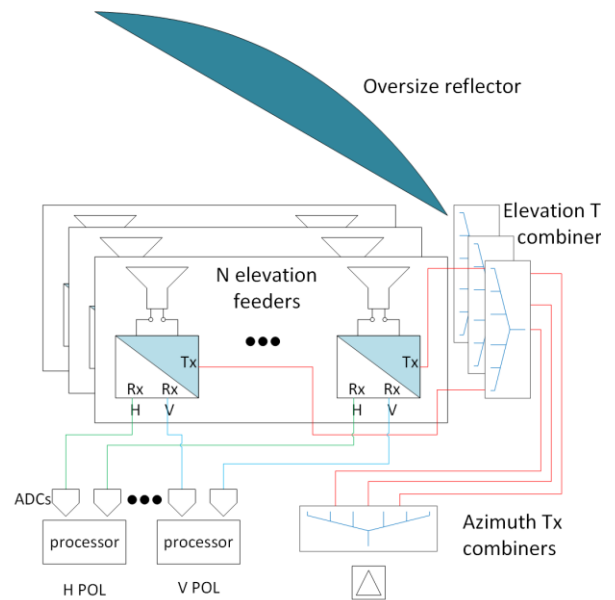 Oversize reflector
Elevation T
combiner
N elevation
feeders
Tx
Tx
Rx Rx
Rx Rx
H V
H V
ADCs
processor
processor
Azimuth Tx
combiners
H POL
V POL